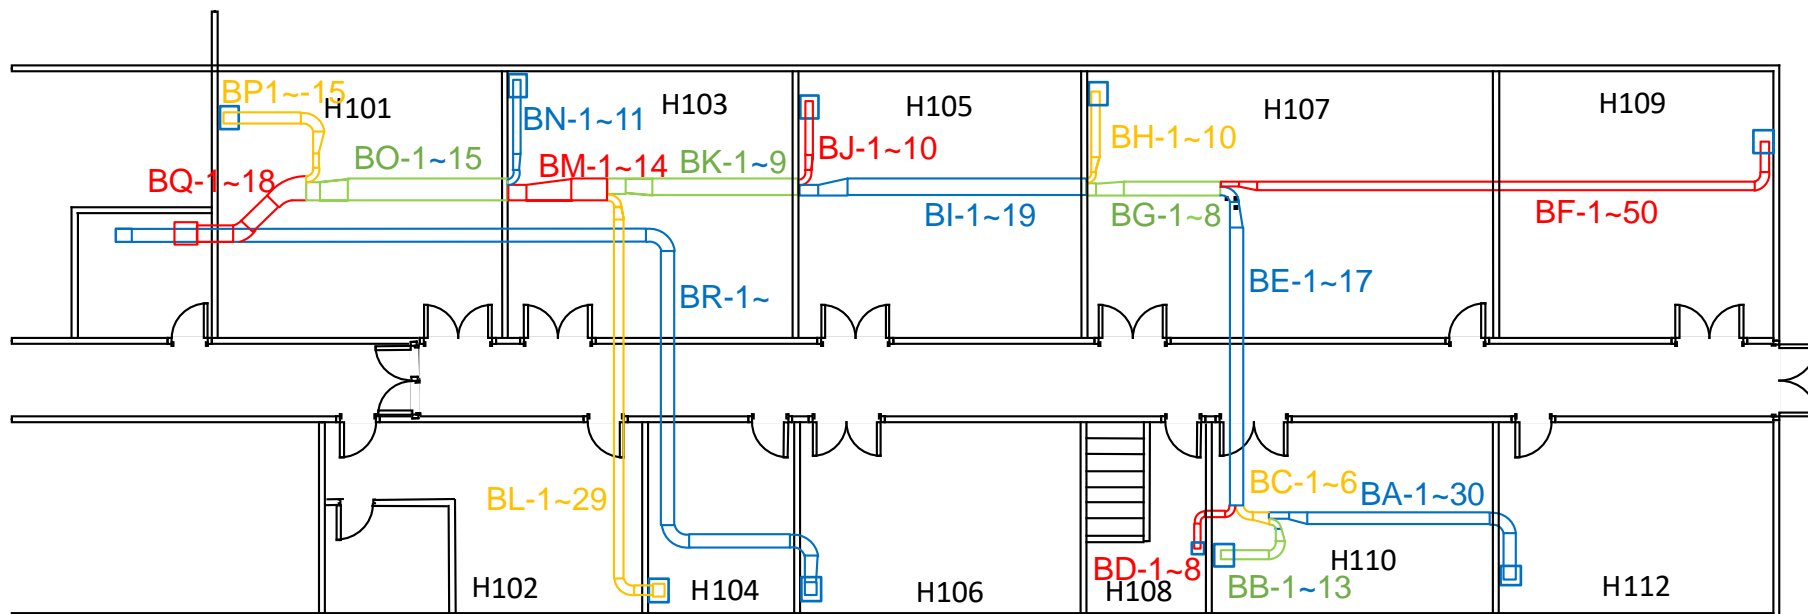 BP1~-15
H101
BN-1~11
H103
H105
BH-1~10
H107
H109
BO-1~15
BM-1~14
BK-1~9
BJ-1~10
BQ-1~18
BI-1~19
BG-1~8
BF-1~50
BR-1~
BE-1~17
BL-1~29
BC-1~6
BA-1~30
BD-1~8
H110
H102
H104
H106
H108
BB-1~13
H112